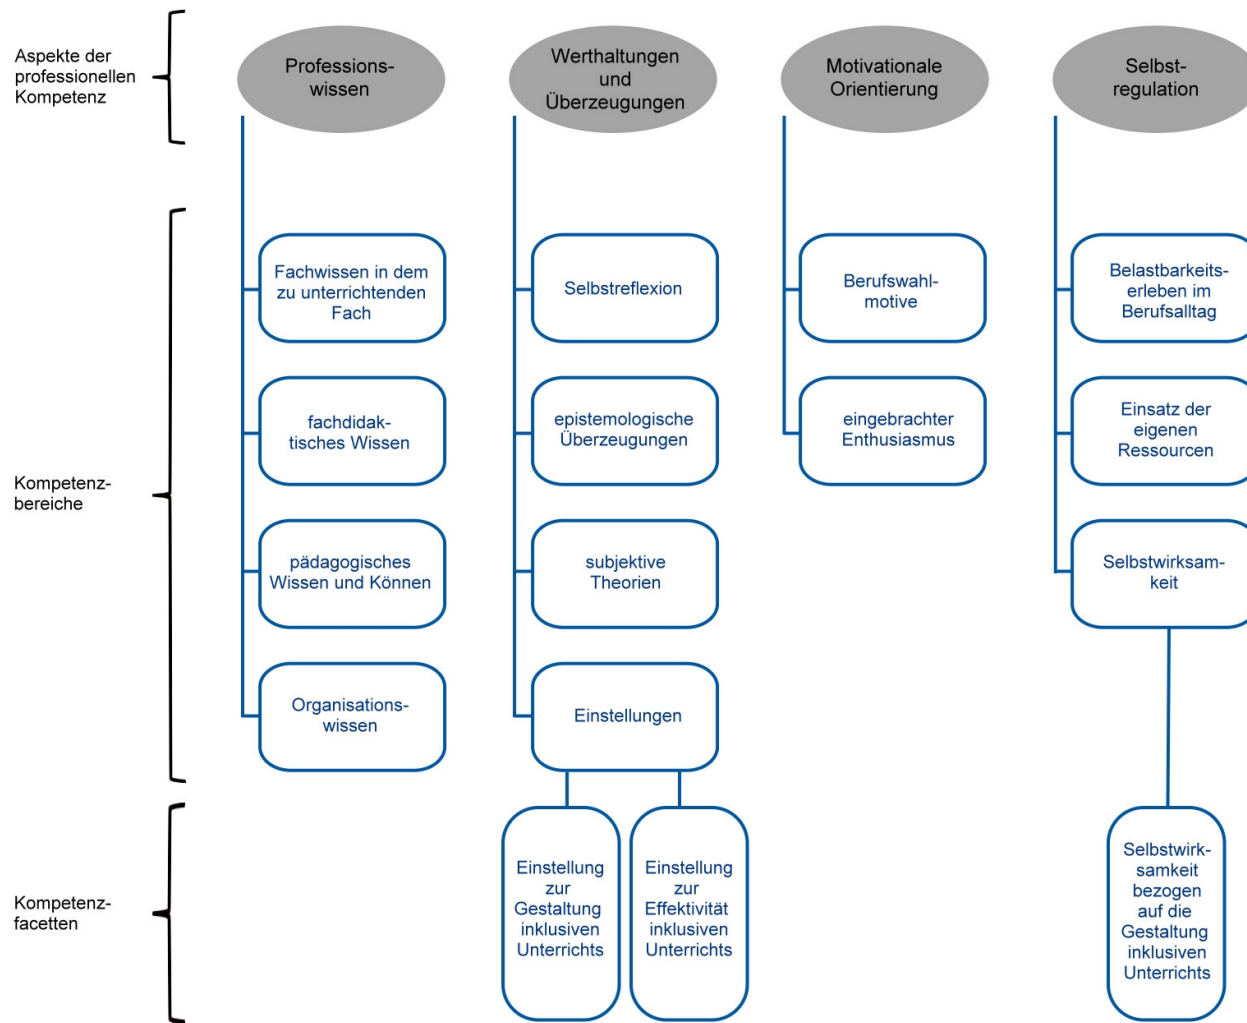 Aspekte der
professionellen
Kompetenz
Professions-
wissen
Werthaltungen
und
Überzeugungen
Motivationale
Orientierung
Selbst-
regulation
Kompetenz-
bereiche
Fachwissen in dem
zu unterrichtenden
Fach
Selbstreflexion
Berufswahl-
motive
Belastbarkeits-
erleben im
Berufsalltag
fachdidak-
tisches Wissen
epistemologische
Überzeugungen
eingebrachter
Enthusiasmus
Einsatz der
eigenen
Ressourcen
pädagogisches
Wissen und Können
subjektive
Theorien
Selbstwirksam-
keit
Organisations-
wissen
Einstellungen
Kompetenz-
facetten
Einstellung
zur
Gestaltung
inklusiven
Unterrichts
Einstellung
zur
Effektivität
inklusiven
Unterrichts
Selbstwirk-
samkeit
bezogen
auf die
Gestaltung
inklusiven
Unterrichts